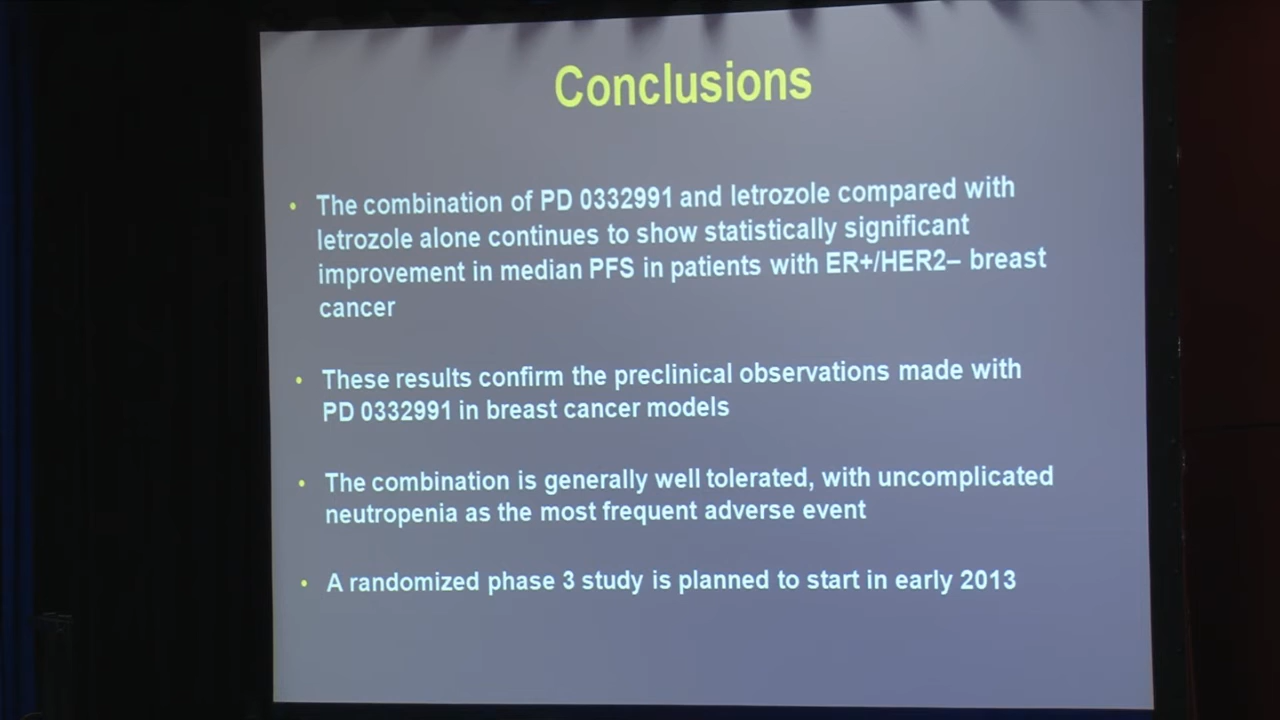 Conclusions
• The combination of PD 0332991 and letrozole compared with
letrozole alone continues to show statistically significant
improvement in median PFS in patients with ER+/HER2– breast
cancer
• These results confirm the preclinical observations made with
PD 0332991 in breast cancer models
• The combination is generally well tolerated, with uncomplicated
neutropenia as the most frequent adverse event
• A randomized phase 3 study is planned to start in early 2013